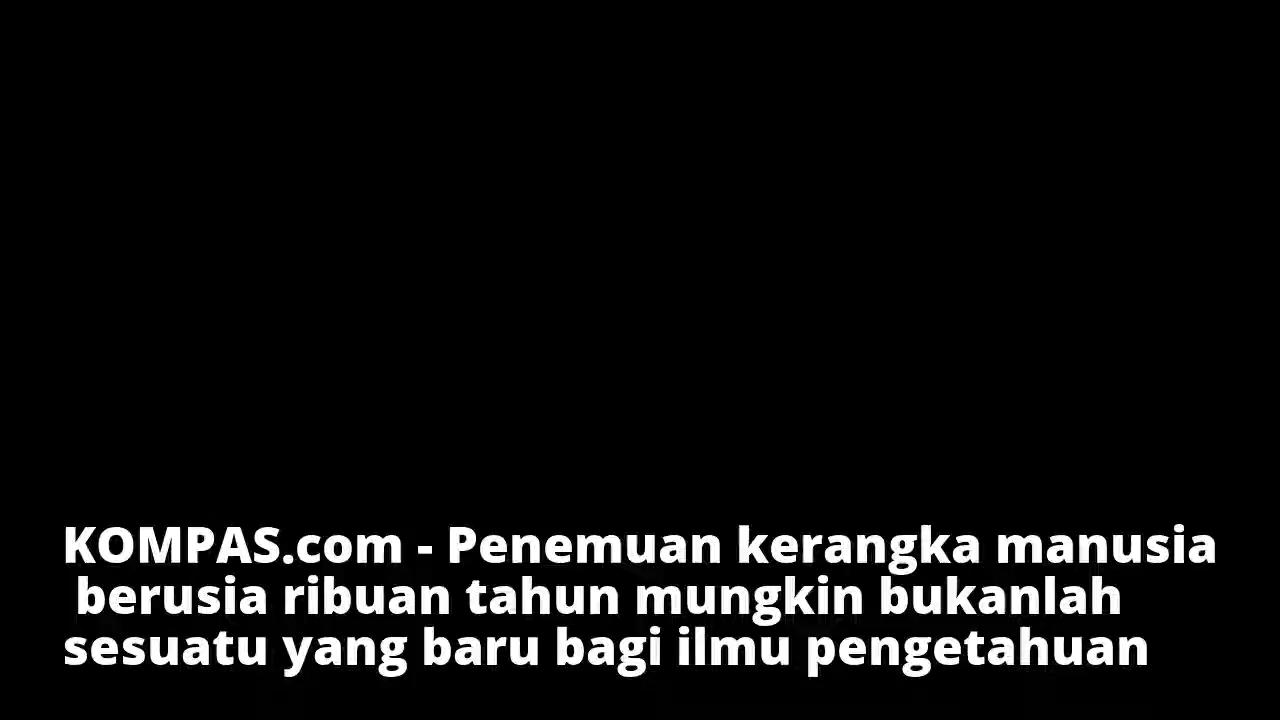 KOMPAS.com - Penemuan kerangka manusia
berusia ribuan tahun mungkin bukanlah
sesuatu yang baru bagi ilmu pengetahuan